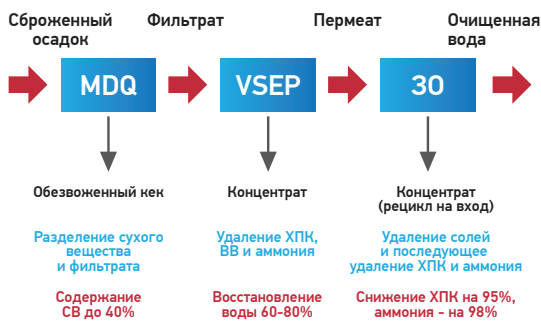 Сброженный осадок
Фильтрат
Пермеат
Очищенная вода
MDQ
VSEP
ЗО
Обезвоженный кек
Концентрат
Концентрат
(рецикл на вход)
Разделение сухого
вещества
и фильтрата
Удаление ХПК,
ВВ и аммония
Удаление солей
и последующее
удаление ХПК и аммония
Содержание
СВ до 40%
Восстановление
воды 60-80%
Снижение ХПК на 95%,
аммония - на 98%